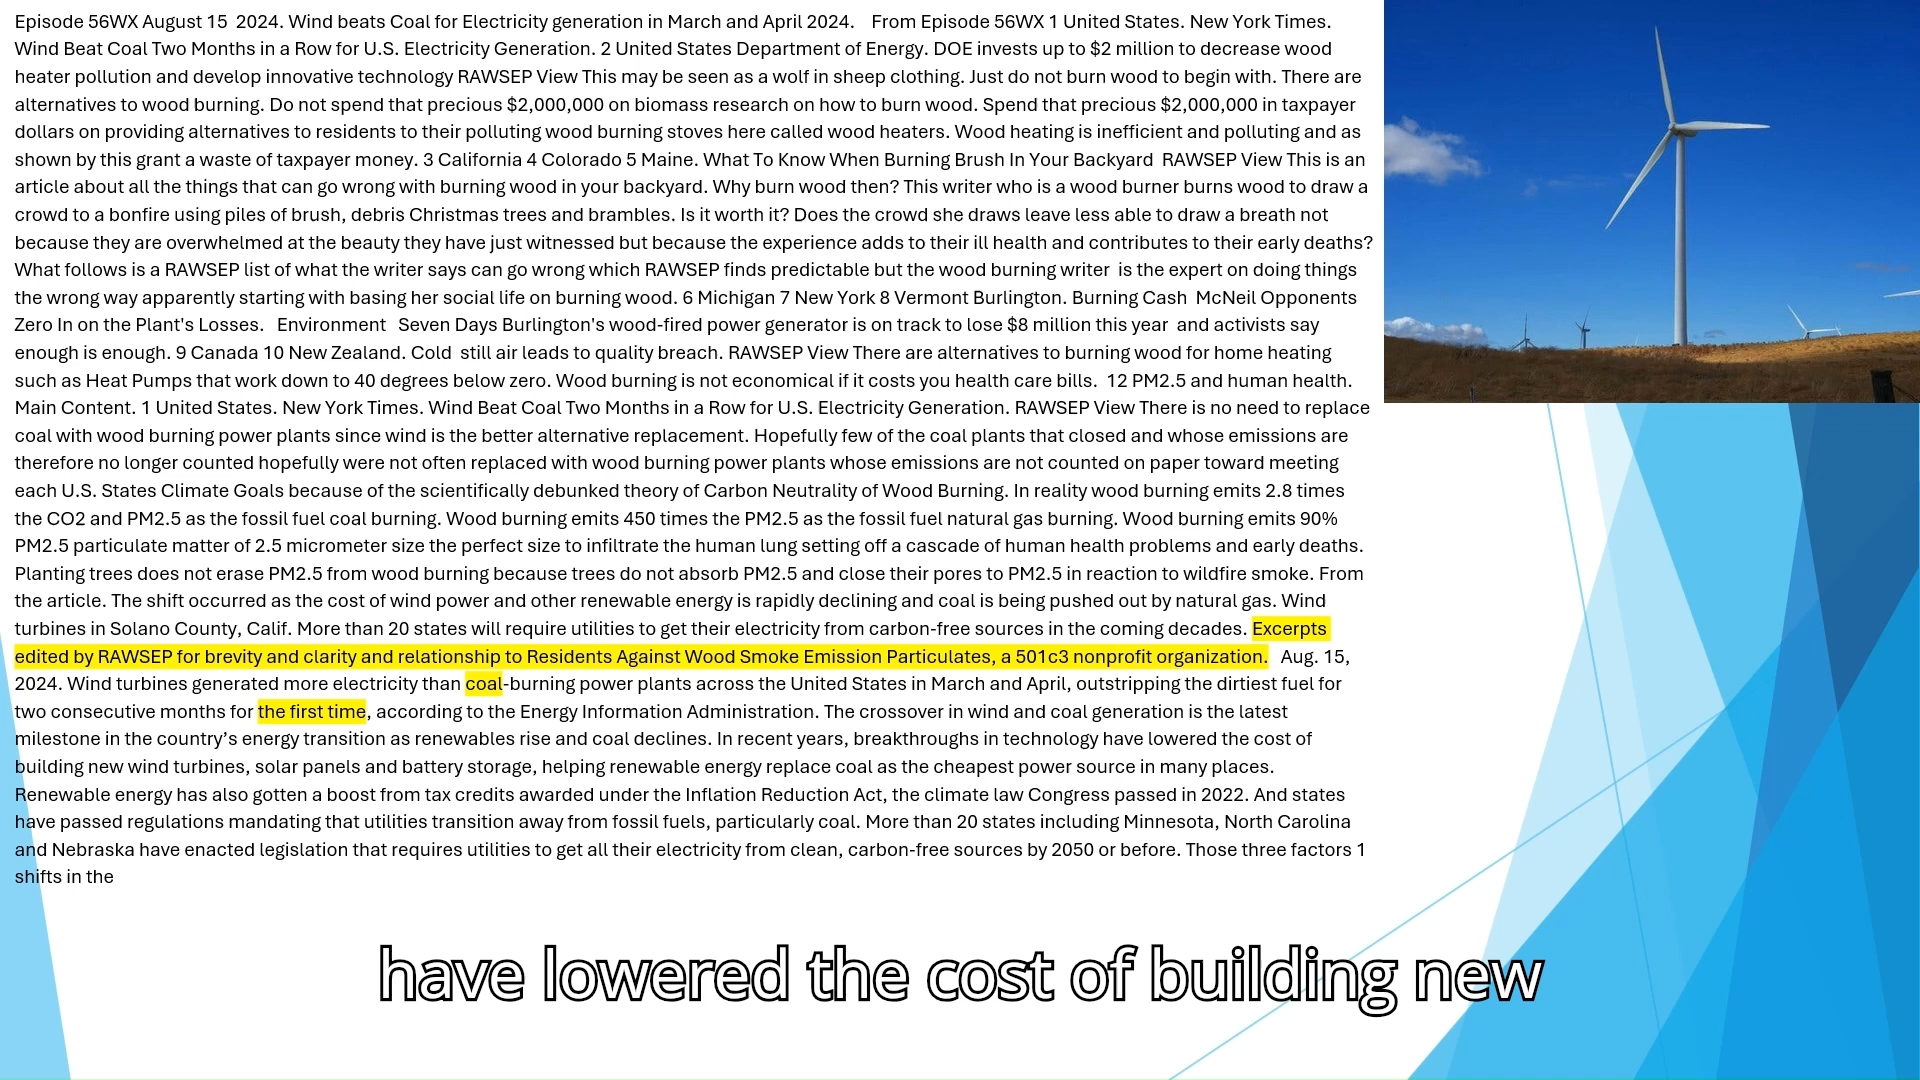 Episode 56WX August 15  2024. Wind beats Coal for Electricity generation in March and April 2024.    From Episode 56WX 1 United States. New York Times.
Wind Beat Coal Two Months in a Row for U.S. Electricity Generation. 2 United States Department of Energy. DOE invests up to $2 million to decrease wood
heater pollution and develop innovative technology RAWSEP View This may be seen as a wolf in sheep clothing. Just do not burn wood to begin with. There are
alternatives to wood burning. Do not spend that precious $2,000,000 on biomass research on how to burn wood. Spend that precious $2,000,000 in taxpayer
dollars on providing alternatives to residents to their polluting wood burning stoves here called wood heaters. Wood heating is inefficient and polluting and as
shown by this grant a waste of taxpayer money. 3 California 4 Colorado 5 Maine. What To Know When Burning Brush In Your Backyard  RAWSEP View This is an
article about all the things that can go wrong with burning wood in your backyard. Why burn wood then? This writer who is a wood burner burns wood to draw a
crowd to a bonfire using piles of brush, debris Christmas trees and brambles. Is it worth it? Does the crowd she draws leave less able to draw a breath not
because they are overwhelmed at the beauty they have just witnessed but because the experience adds to their ill health and contributes to their early deaths?
What follows is a RAWSEP list of what the writer says can go wrong which RAWSEP finds predictable but the wood burning writer  is the expert on doing things
the wrong way apparently starting with basing her social life on burning wood. 6 Michigan 7 New York 8 Vermont Burlington. Burning Cash  McNeil Opponents
Zero In on the Plant's Losses.   Environment   Seven Days Burlington's wood-fired power generator is on track to lose $8 million this year  and activists say
enough is enough. 9 Canada 10 New Zealand. Cold  still air leads to quality breach. RAWSEP View There are alternatives to burning wood for home heating
such as Heat Pumps that work down to 40 degrees below zero. Wood burning is not economical if it costs you health care bills.  12 PM2.5 and human health.
Main Content. 1 United States. New York Times. Wind Beat Coal Two Months in a Row for U.S. Electricity Generation. RAWSEP View There is no need to replace
coal with wood burning power plants since wind is the better alternative replacement. Hopefully few of the coal plants that closed and whose emissions are
therefore no longer counted hopefully were not often replaced with wood burning power plants whose emissions are not counted on paper toward meeting
each U.S. States Climate Goals because of the scientifically debunked theory of Carbon Neutrality of Wood Burning. In reality wood burning emits 2.8 times
the CO2 and PM2.5 as the fossil fuel coal burning. Wood burning emits 450 times the PM2.5 as the fossil fuel natural gas burning. Wood burning emits 90%
PM2.5 particulate matter of 2.5 micrometer size the perfect size to infiltrate the human lung setting off a cascade of human health problems and early deaths.
Planting trees does not erase PM2.5 from wood burning because trees do not absorb PM2.5 and close their pores to PM2.5 in reaction to wildfire smoke. From
the article. The shift occurred as the cost of wind power and other renewable energy is rapidly declining and coal is being pushed out by natural gas. Wind
turbines in Solano County, Calif. More than 20 states will require utilities to get their electricity from carbon-free sources in the coming decades. Excerpts
edited by RAWSEP for brevity and clarity and relationship to Residents Against Wood Smoke Emission Particulates, a 501c3 nonprofit organization.   Aug. 15,
2024. Wind turbines generated more electricity than coal-burning power plants across the United States in March and April, outstripping the dirtiest fuel for
two consecutive months for the first time, according to the Energy Information Administration. The crossover in wind and coal generation is the latest
milestone in the country’s energy transition as renewables rise and coal declines. In recent years, breakthroughs in technology have lowered the cost of
building new wind turbines, solar panels and battery storage, helping renewable energy replace coal as the cheapest power source in many places.
Renewable energy has also gotten a boost from tax credits awarded under the Inflation Reduction Act, the climate law Congress passed in 2022. And states
have passed regulations mandating that utilities transition away from fossil fuels, particularly coal. More than 20 states including Minnesota, North Carolina
and Nebraska have enacted legislation that requires utilities to get all their electricity from clean, carbon-free sources by 2050 or before. Those three factors 1
shifts in the
have lowered the cost of building new